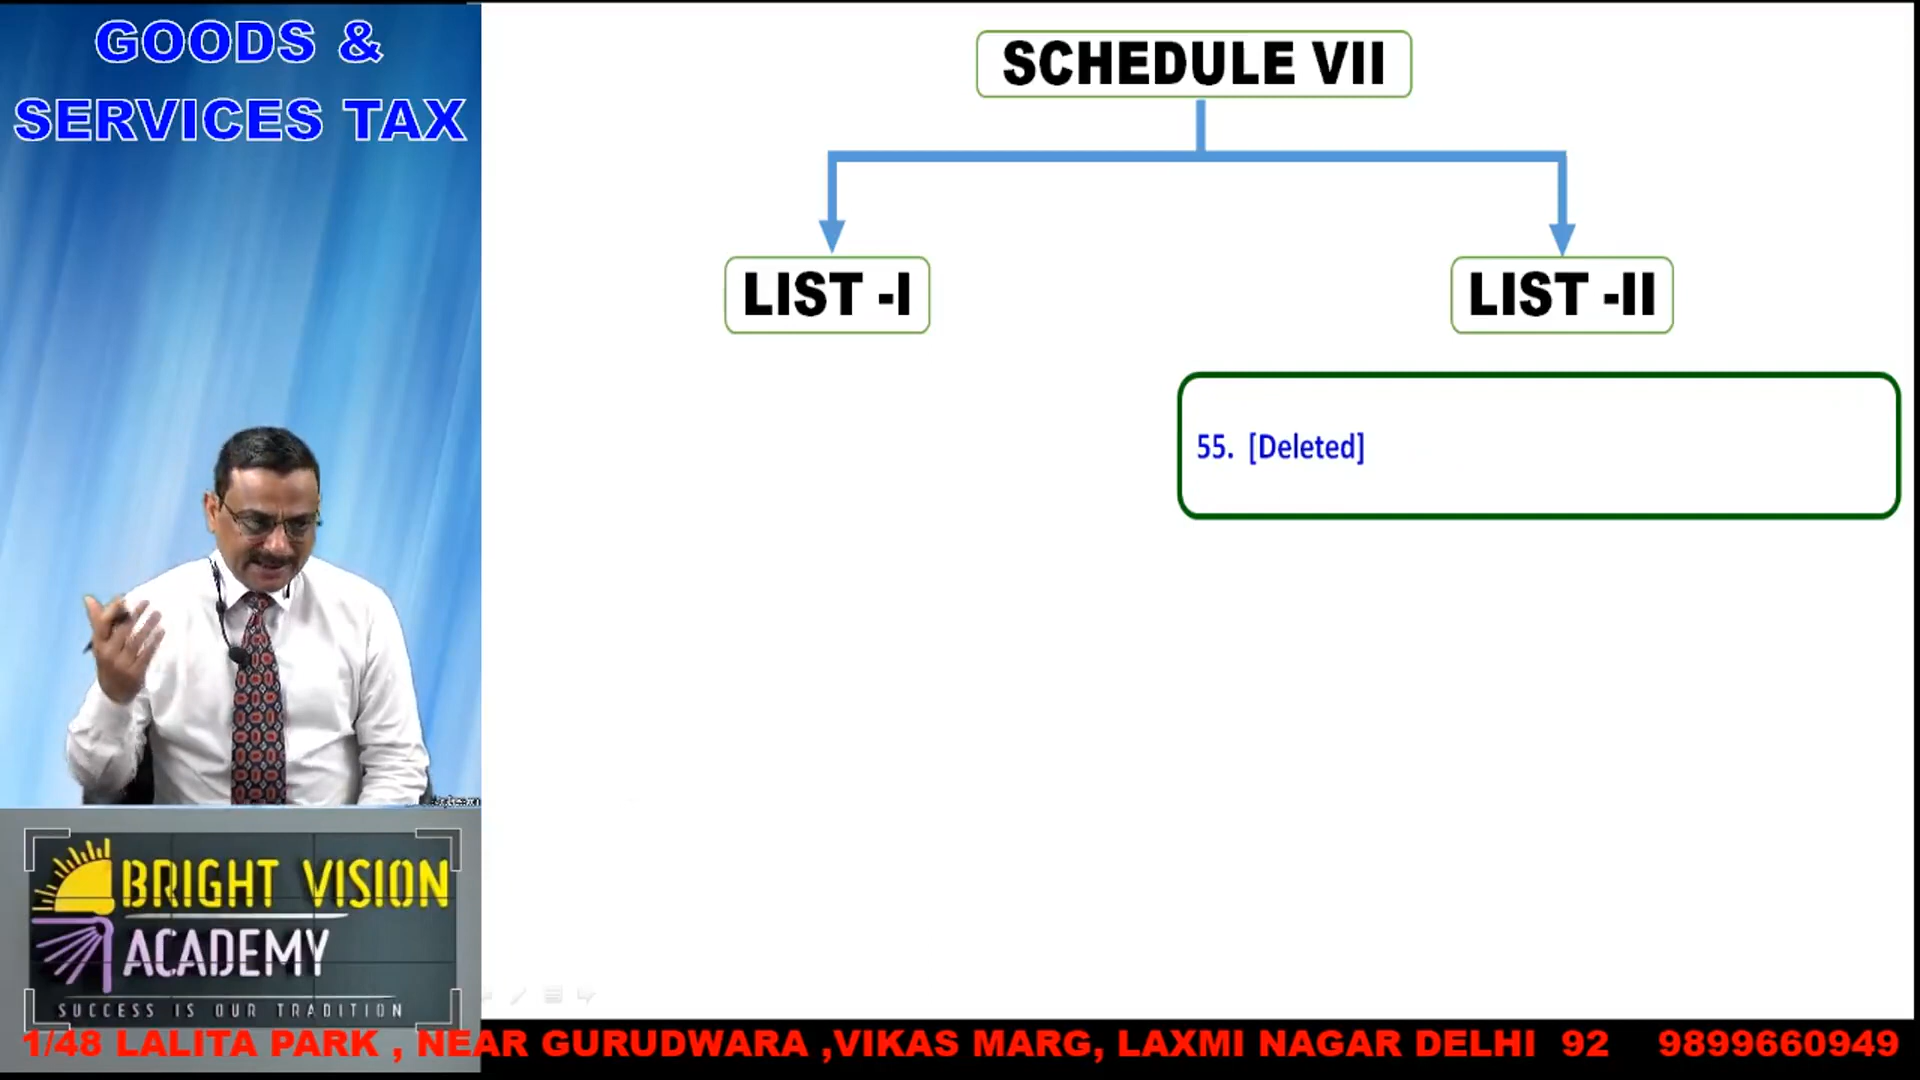 GOODS &
SERVICES TAX
SCHEDULE VII
LIST -I
LIST -II
55. [Deleted]
BRIGHT VISION
ACADEMY
SUCCESS IS OUR TRADITION
1/48 LALITA PARK , NEAR GURUDWARA ,VIKAS MARG, LAXMI NAGAR DELHI 92 9899660949